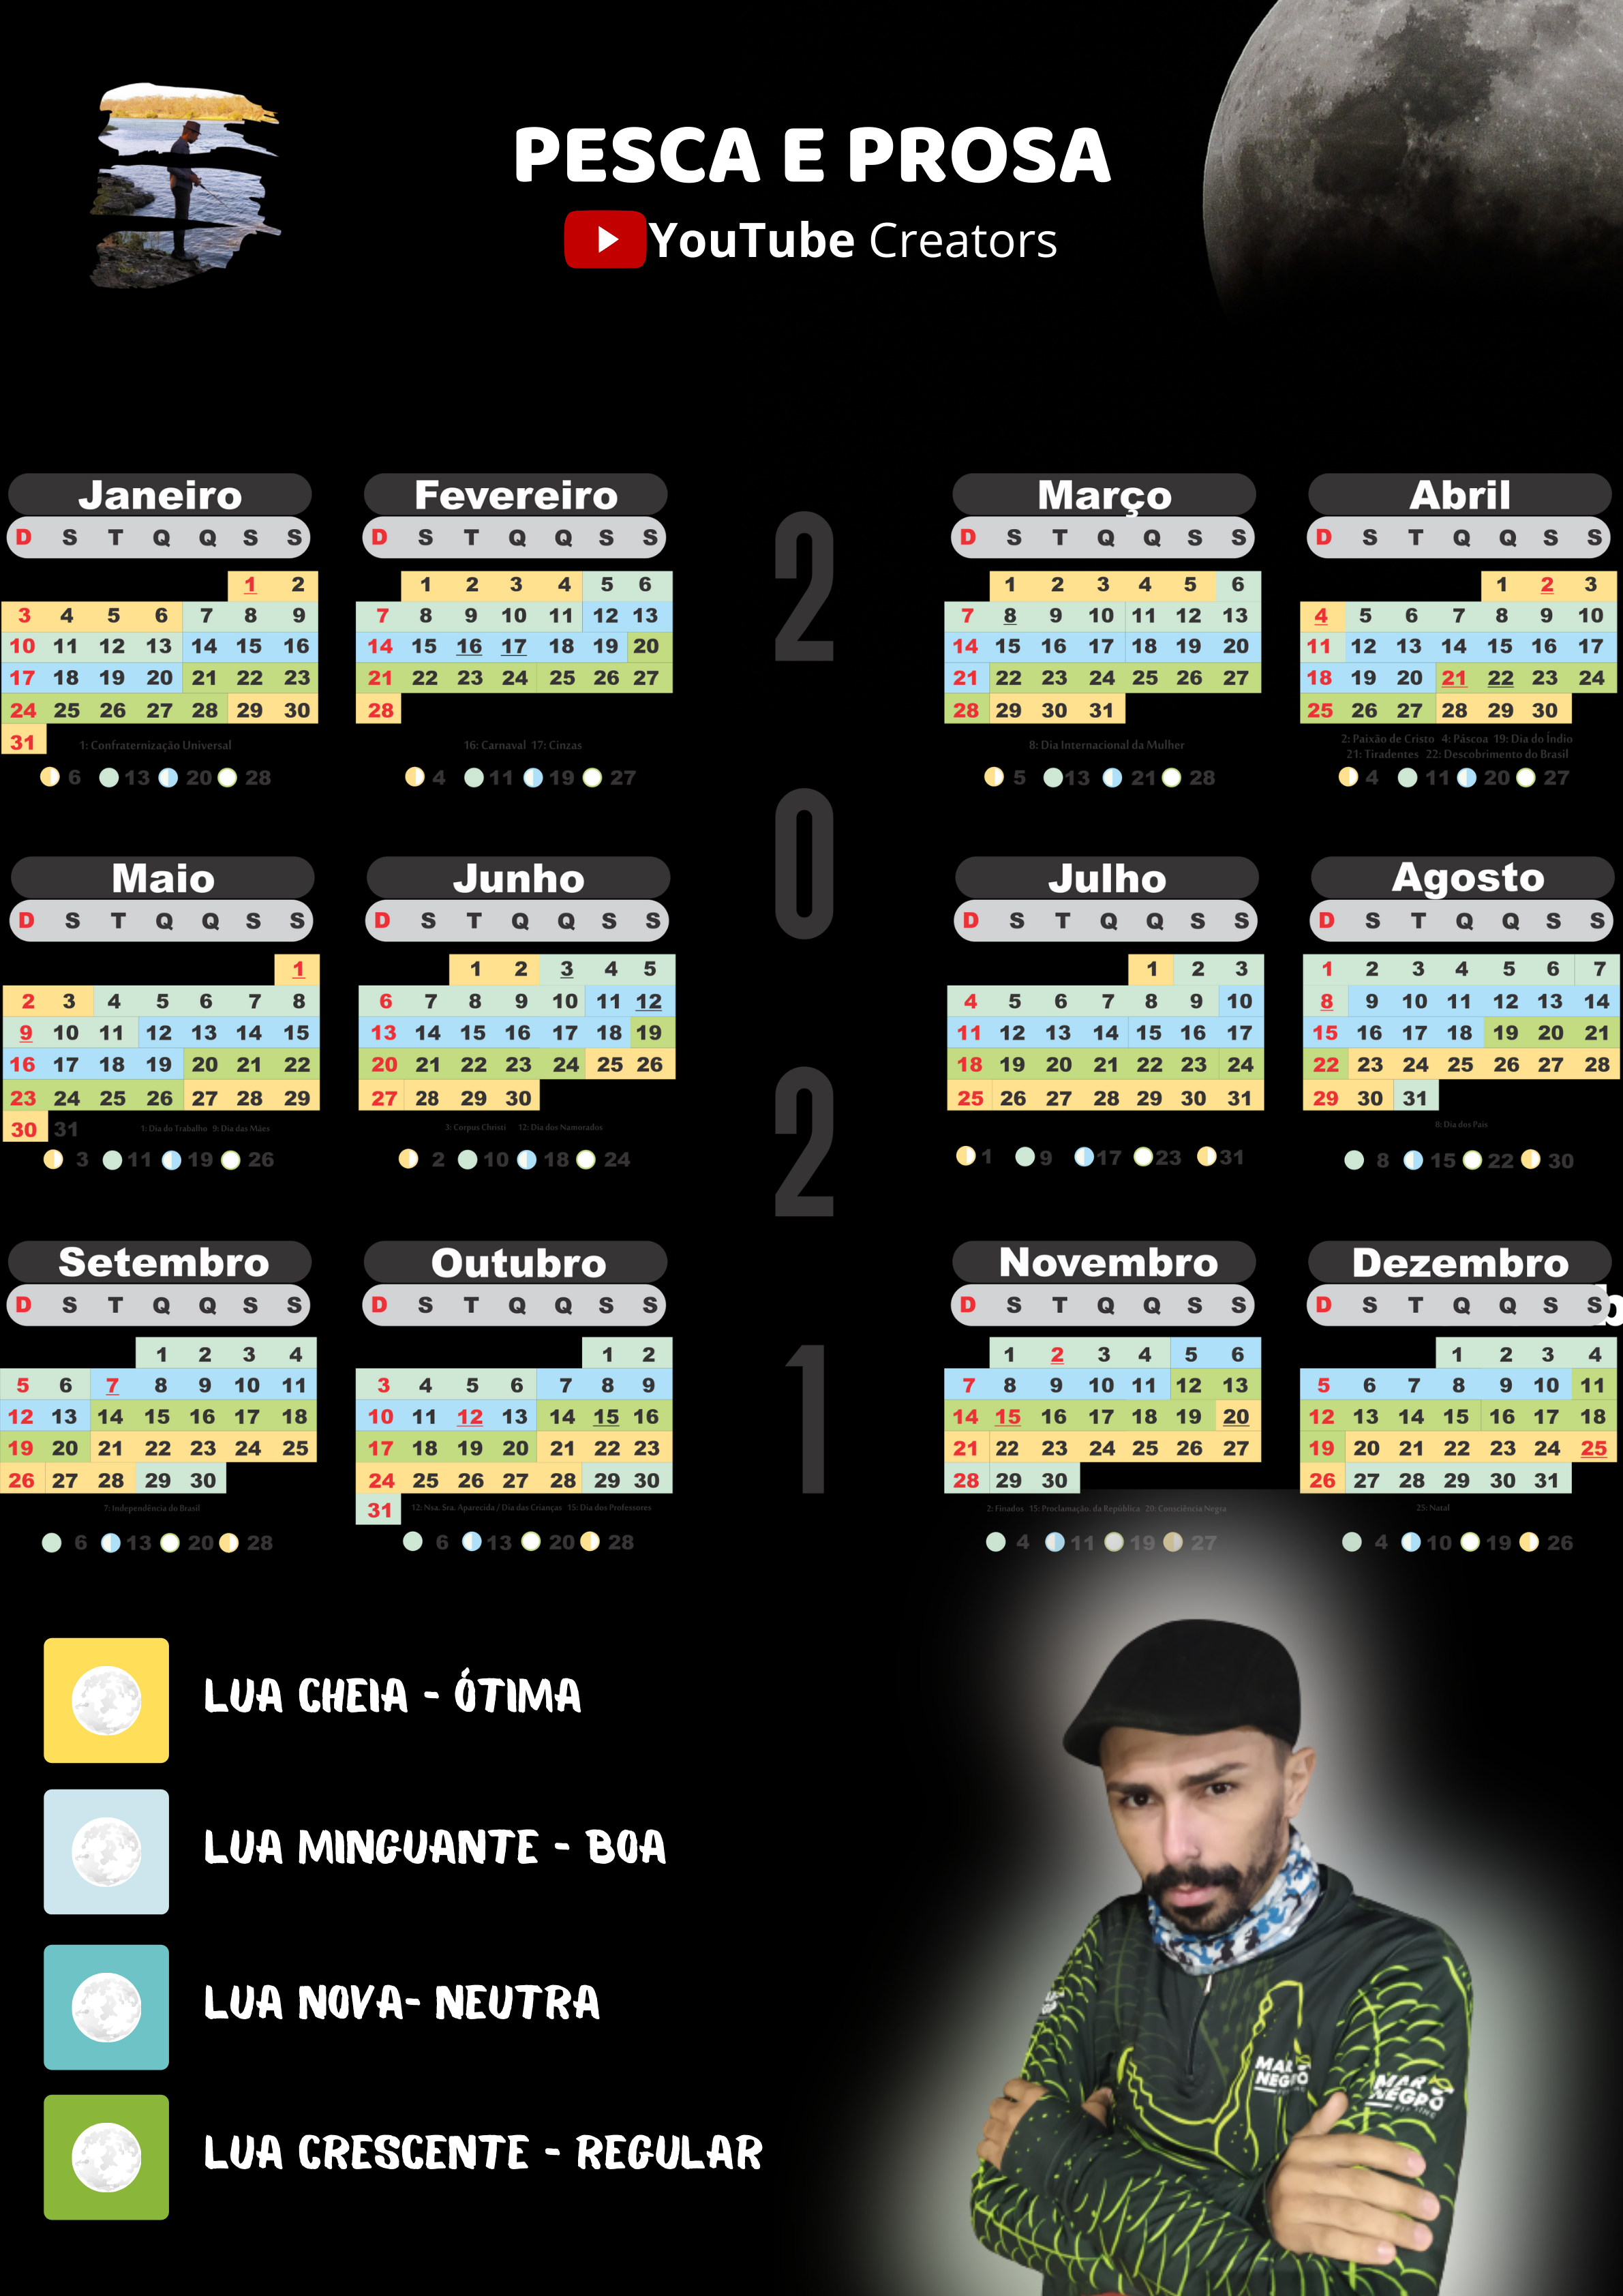 PESCA E PROSA
YouTube Creators
2
0
2
1
Janeiro
D S T Q Q S S
1 2
3 4 5 6 7 8 9
10 11 12 13 14 15 16
17 18 19 20 21 22 23
24 25 26 27 28 29 30
31 1: Confraternização Universal
6 13 20 28
Fevereiro
D S T Q Q S S
1 2 3 4 5 6
7 8 9 10 11 12 13
14 15 16 17 18 19 20
21 22 23 24 25 26 27
28
16: Carnaval 17: Cinzas
4 11 19 27
Março
D S T Q Q S S
1 2 3 4 5 6
7 8 9 10 11 12 13
14 15 16 17 18 19 20
21 22 23 24 25 26 27
28 29 30 31
8: Dia Internacional da Mulher
5 13 21 28
Abril
D S T Q Q S S
1 2 3
4 5 6 7 8 9 10
11 12 13 14 15 16 17
18 19 20 21 22 23 24
25 26 27 28 29 30
2: Paixão de Cristo 4: Páscoa 19: Dia do Índio
21: Tiradentes 22: Descobrimento do Brasil
4 11 20 27
Maio
D S T Q Q S S
1
2 3 4 5 6 7 8
9 10 11 12 13 14 15
16 17 18 19 20 21 22
23 24 25 26 27 28 29
30 31 1: Dia do Trabalho 9: Dia das Mães
3 11 19 26
Junho
D S T Q Q S S
1 2 3 4 5
6 7 8 9 10 11 12
13 14 15 16 17 18 19
20 21 22 23 24 25 26
27 28 29 30
3: Corpus Christi 12: Dia dos Namorados
2 10 18 24
Julho
D S T Q Q S S
1 2 3
4 5 6 7 8 9 10
11 12 13 14 15 16 17
18 19 20 21 22 23 24
25 26 27 28 29 30 31
1 9 17 23 31
Agosto
D S T Q Q S S
1 2 3 4 5 6 7
8 9 10 11 12 13 14
15 16 17 18 19 20 21
22 23 24 25 26 27 28
29 30 31
8: Dia dos Pais
8 15 22 30
Setembro
D S T Q Q S S
1 2 3 4
5 6 7 8 9 10 11
12 13 14 15 16 17 18
19 20 21 22 23 24 25
26 27 28 29 30
7: Independência do Brasil
6 13 20 28
Outubro
D S T Q Q S S
1 2
3 4 5 6 7 8 9
10 11 12 13 14 15 16
17 18 19 20 21 22 23
24 25 26 27 28 29 30
31 12: Nsa. Sra. Aparecida / Dia das Crianças 15: Dia dos Professores
6 13 20 28
Novembro
D S T Q Q S S
1 2 3 4 5 6
7 8 9 10 11 12 13
14 15 16 17 18 19 20
21 22 23 24 25 26 27
28 29 30
2: Finados 15: Proclamação. da República 20: Consciência Negra
4 11 19 27
Dezembro
D S T Q Q S S
1 2 3 4
5 6 7 8 9 10 11
12 13 14 15 16 17 18
19 20 21 22 23 24 25
26 27 28 29 30 31
25: Natal
4 10 19 26
LUA CHEIA - ÓTIMA
LUA MINGUANTE - BOA
LUA NOVA- NEUTRA
LUA CRESCENTE - REGULAR
MAR
NEGRO
MAR
NEGRO